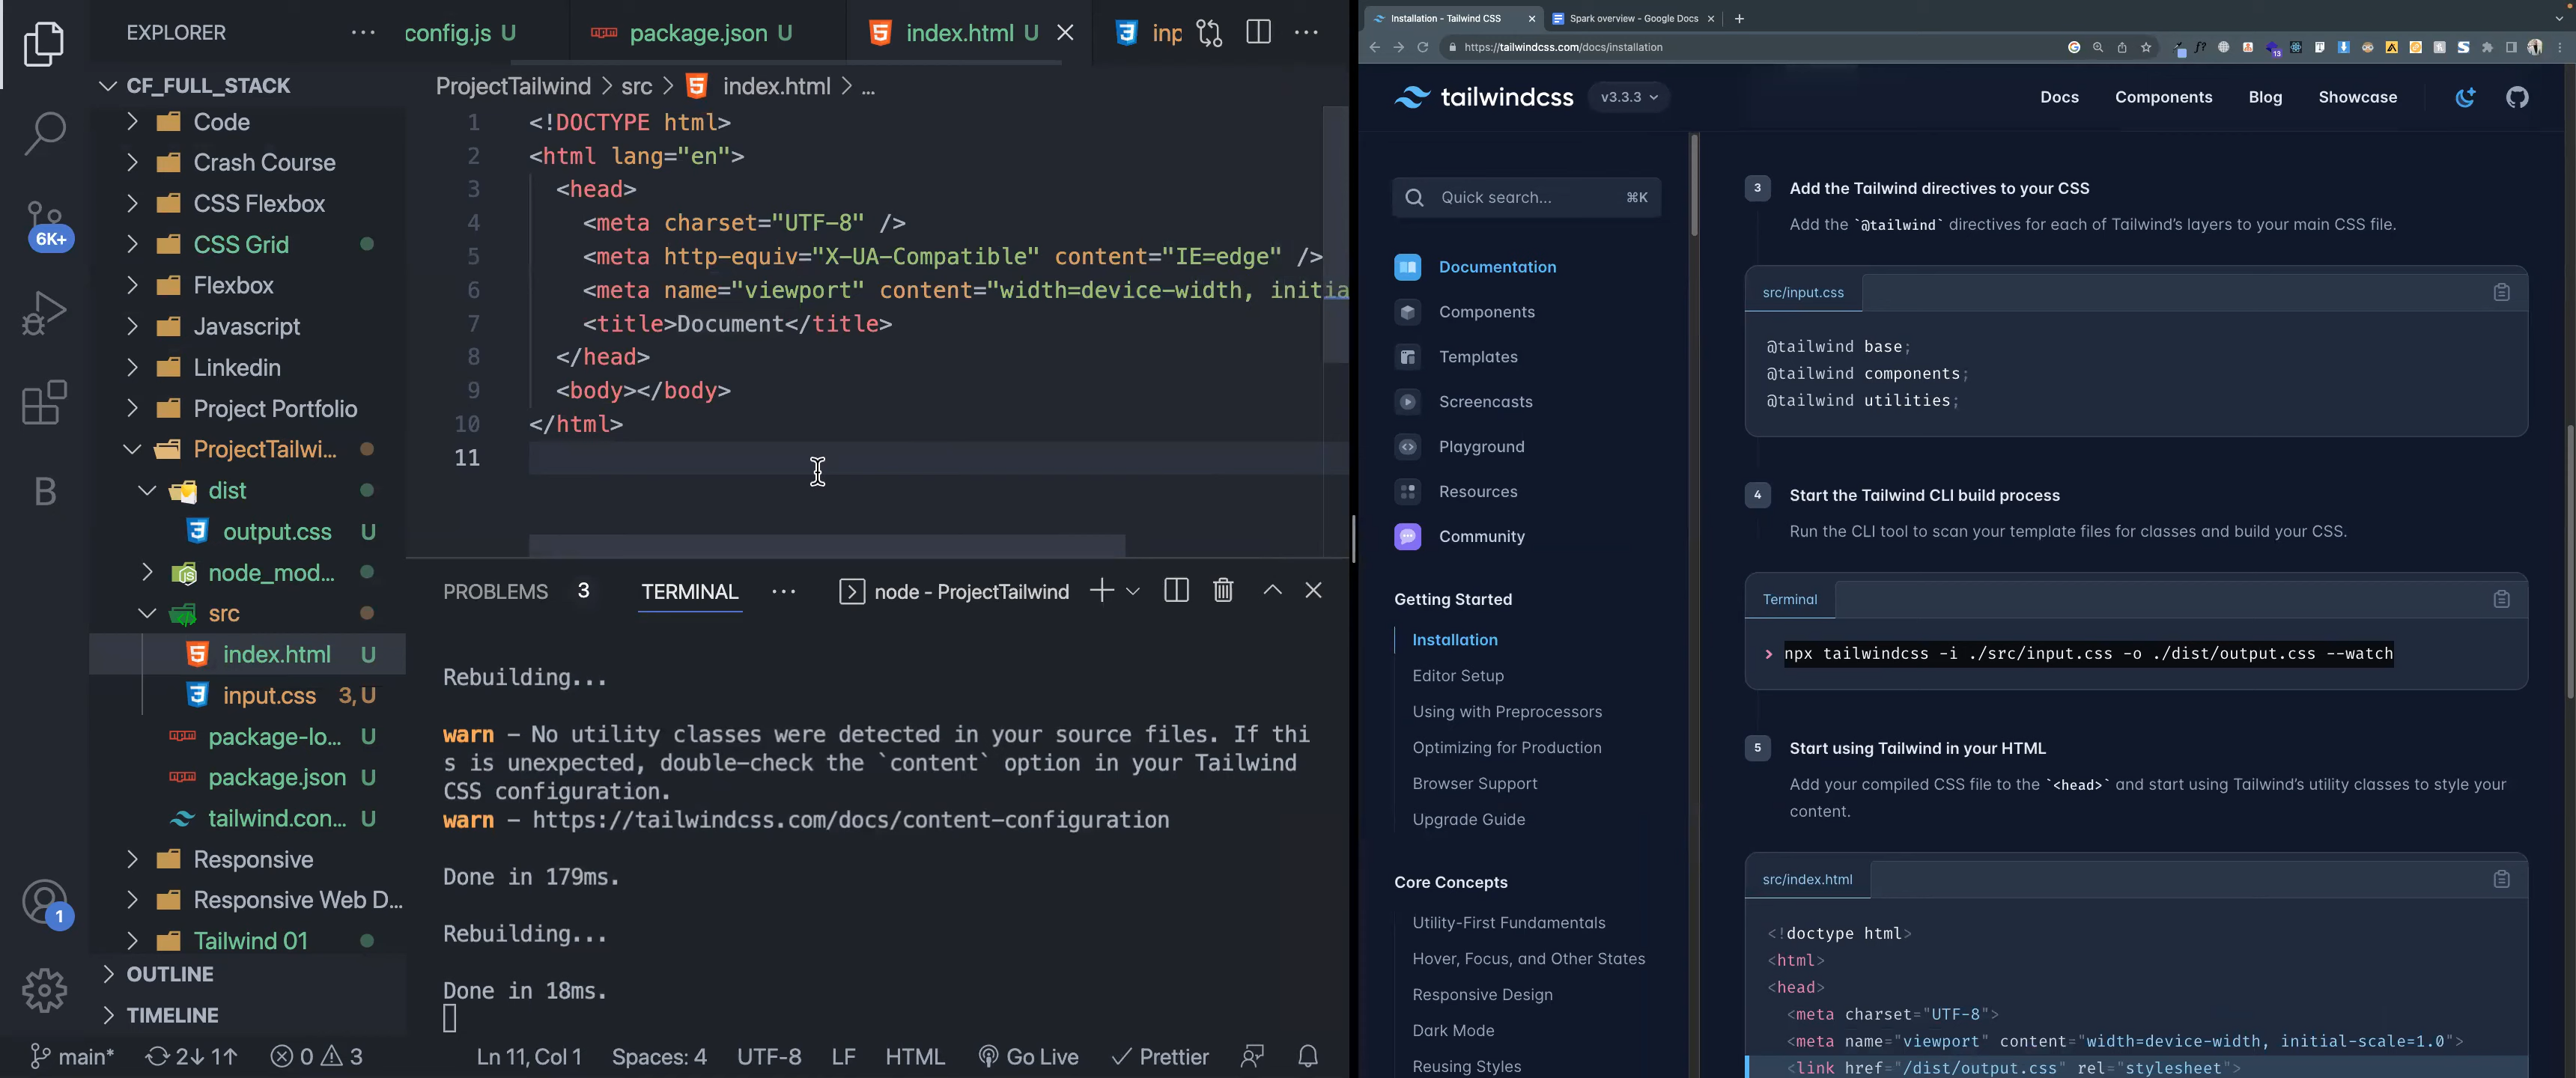 EXPLORER
CF_FULL_STACK
Code
Crash Course
CSS Flexbox
CSS Grid
Flexbox
Javascript
Linkedin
Project Portfolio
ProjectTailwi...
dist
output.css U
node_mod...
src
index.html U
input.css 3, U
package-lo... U
package.json U
tailwind.con... U
Responsive
Responsive Web D...
Tailwind 01
OUTLINE
TIMELINE
6K+
B
1
config.js U
package.json U
index.html U
inp
ProjectTailwind > src > index.html > ...
1 <!DOCTYPE html>
2 <html lang="en">
3 <head>
4 <meta charset="UTF-8" />
5 <meta http-equiv="X-UA-Compatible" content="IE=edge" />
6 <meta name="viewport" content="width=device-width, initia
7 <title>Document</title>
8 </head>
9 <body></body>
10 </html>
11
PROBLEMS 3 TERMINAL ... node - ProjectTailwind
Rebuilding...
warn - No utility classes were detected in your source files. If thi
s is unexpected, double-check the `content` option in your Tailwind
CSS configuration.
warn - https://tailwindcss.com/docs/content-configuration
Done in 179ms.
Rebuilding...
Done in 18ms.
main* 2↓ 1↑ 0 3 Ln 11, Col 1 Spaces: 4 UTF-8 LF HTML Go Live Prettier
Installation - Tailwind CSS
Spark overview - Google Docs
https://tailwindcss.com/docs/installation
13
tailwindcss v3.3.3
Docs Components Blog Showcase
Quick search... ⌘K
Documentation
Components
Templates
Screencasts
Playground
Resources
Community
Getting Started
Installation
Editor Setup
Using with Preprocessors
Optimizing for Production
Browser Support
Upgrade Guide
Core Concepts
Utility-First Fundamentals
Hover, Focus, and Other States
Responsive Design
Dark Mode
Reusing Styles
3 Add the Tailwind directives to your CSS
Add the `@tailwind` directives for each of Tailwind's layers to your main CSS file.
src/input.css
@tailwind base;
@tailwind components;
@tailwind utilities;
4 Start the Tailwind CLI build process
Run the CLI tool to scan your template files for classes and build your CSS.
Terminal
> npx tailwindcss -i ./src/input.css -o ./dist/output.css --watch
5 Start using Tailwind in your HTML
Add your compiled CSS file to the `<head>` and start using Tailwind's utility classes to style your
content.
src/index.html
<!doctype html>
<html>
<head>
<meta charset="UTF-8">
<meta name="viewport" content="width=device-width, initial-scale=1.0">
<link href="/dist/output.css" rel="stylesheet">